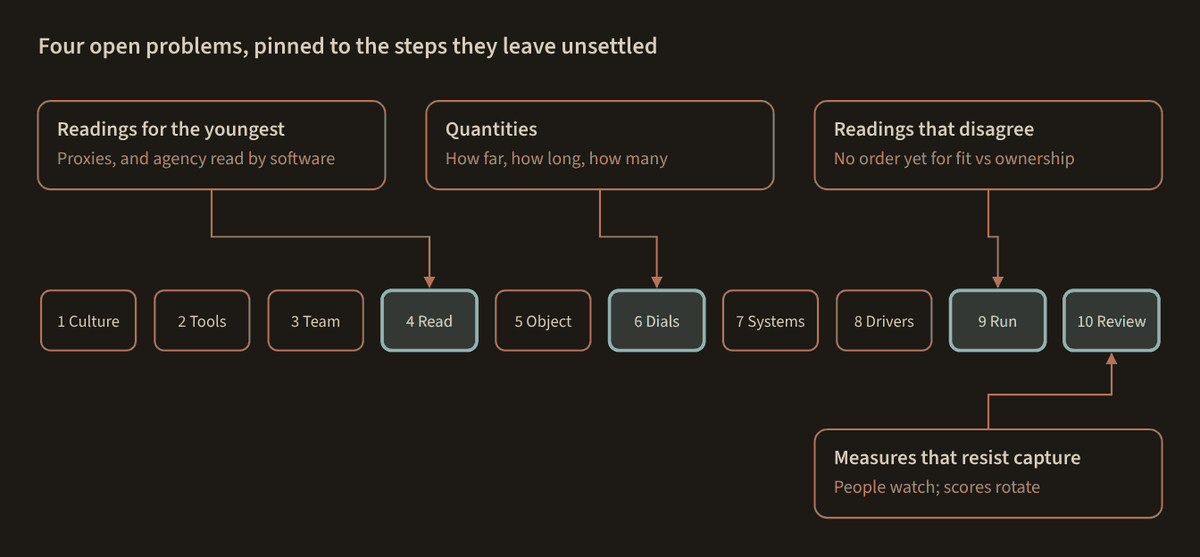 Four open problems, pinned to the steps they leave unsettled
Readings for the youngest
Proxies, and agency read by software
Quantities
How far, how long, how many
Readings that disagree
No order yet for fit vs ownership
1 Culture
2 Tools
3 Team
4 Read
5 Object
6 Dials
7 Systems
8 Drivers
9 Run
10 Review
Measures that resist capture
People watch; scores rotate